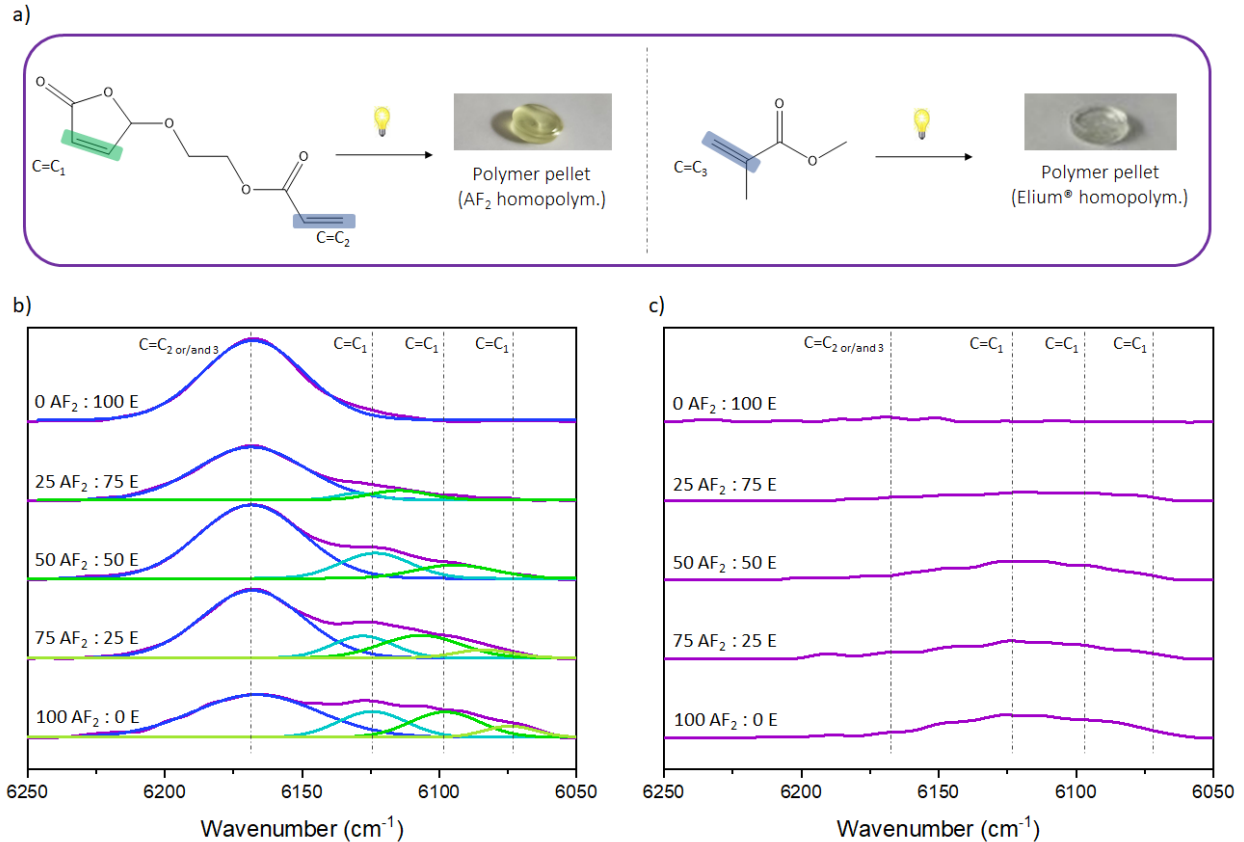 a)
O
O
O
O
O
C=C₁
C=C₂
Polymer pellet
(AF₂ homopolym.)
C=C₃
O
O
Polymer pellet
(Elium® homopolym.)
b)
C=C₂ or/and 3
C=C₁
C=C₁
C=C₁
0 AF₂ : 100 E
25 AF₂ : 75 E
50 AF₂ : 50 E
75 AF₂ : 25 E
100 AF₂ : 0 E
6250
6200
6150
6100
6050
Wavenumber (cm⁻¹)
c)
C=C₂ or/and 3
C=C₁
C=C₁
C=C₁
0 AF₂ : 100 E
25 AF₂ : 75 E
50 AF₂ : 50 E
75 AF₂ : 25 E
100 AF₂ : 0 E
6250
6200
6150
6100
6050
Wavenumber (cm⁻¹)